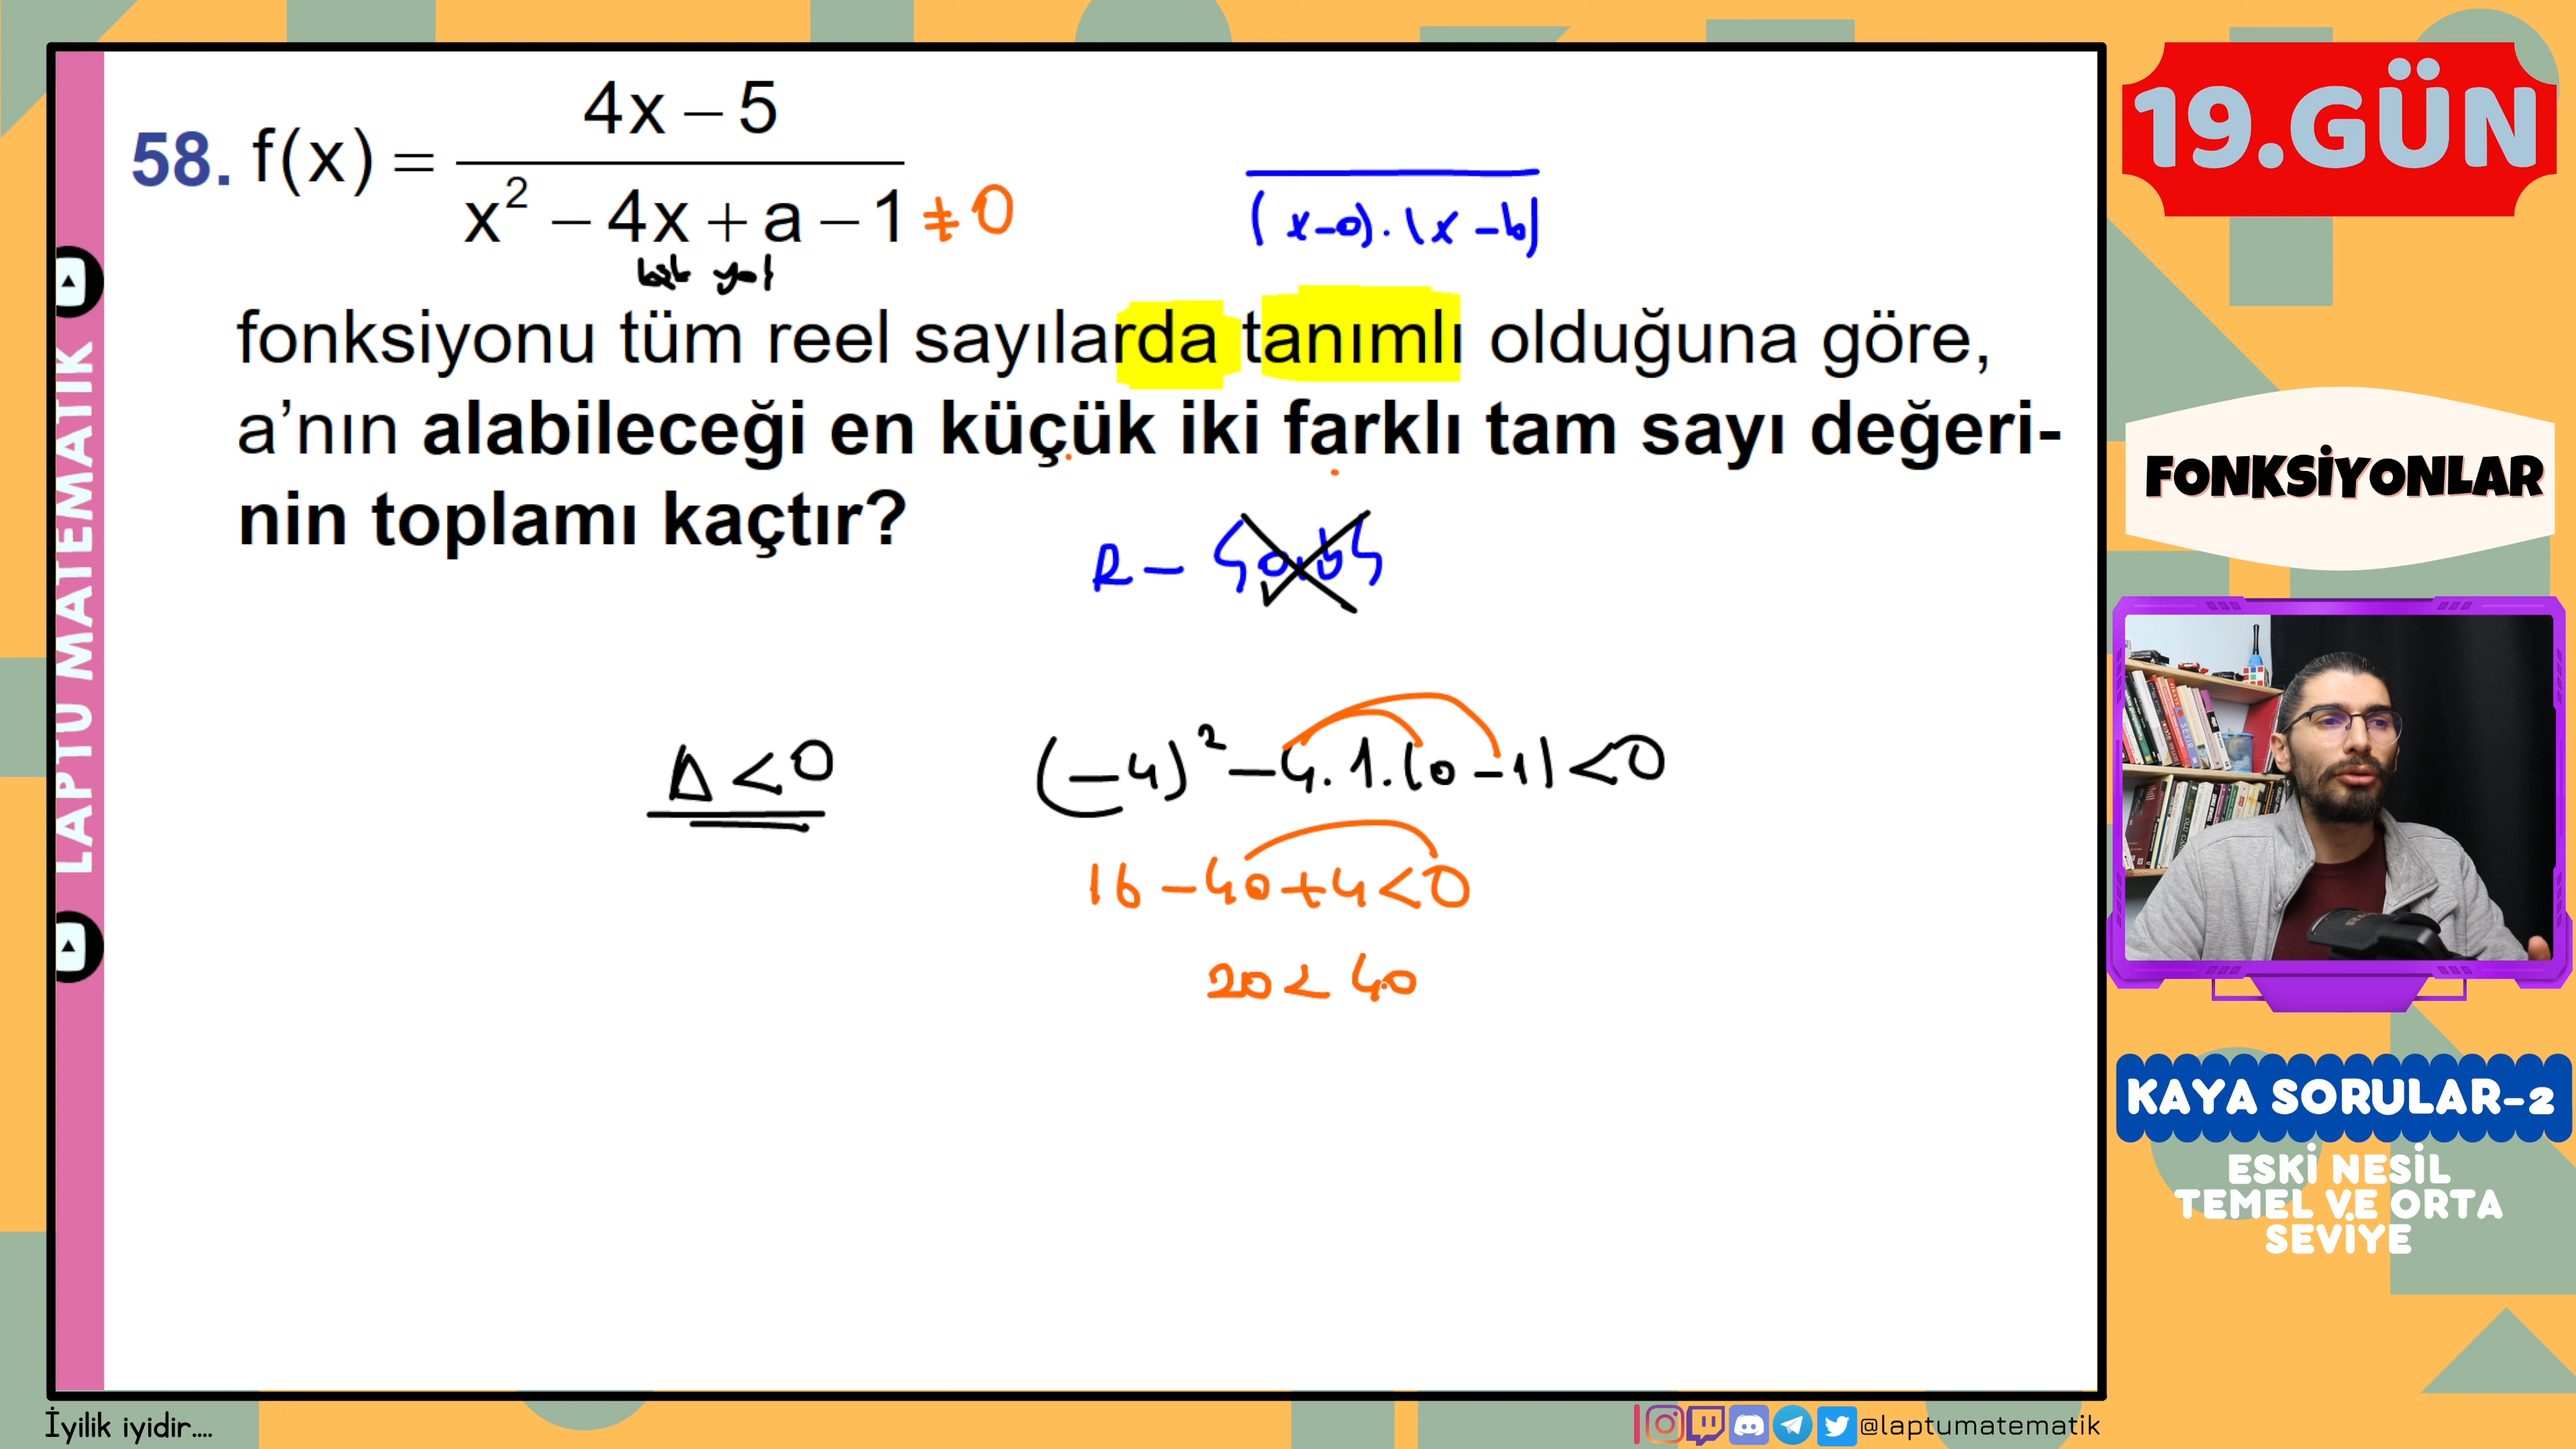 19.GÜN
58. f(x) = (4x − 5) / (x² − 4x + a − 1) ≠ 0
kök yok
(x−a).(x−b)
fonksiyonu tüm reel sayılarda tanımlı olduğuna göre,
a’nın alabileceği en küçük iki farklı tam sayı değeri-
nin toplamı kaçtır?
R − {a,b}
Δ < 0
(−4)² − 4.1.(a −1) < 0
16 − 4a + 4 < 0
20 < 4a
LAPTU MATEMATIK
FONKSİYONLAR
KAYA SORULAR-2
ESKİ NESİL
TEMEL VE ORTA
SEVİYE
İyilik iyidir....
@laptumatematik